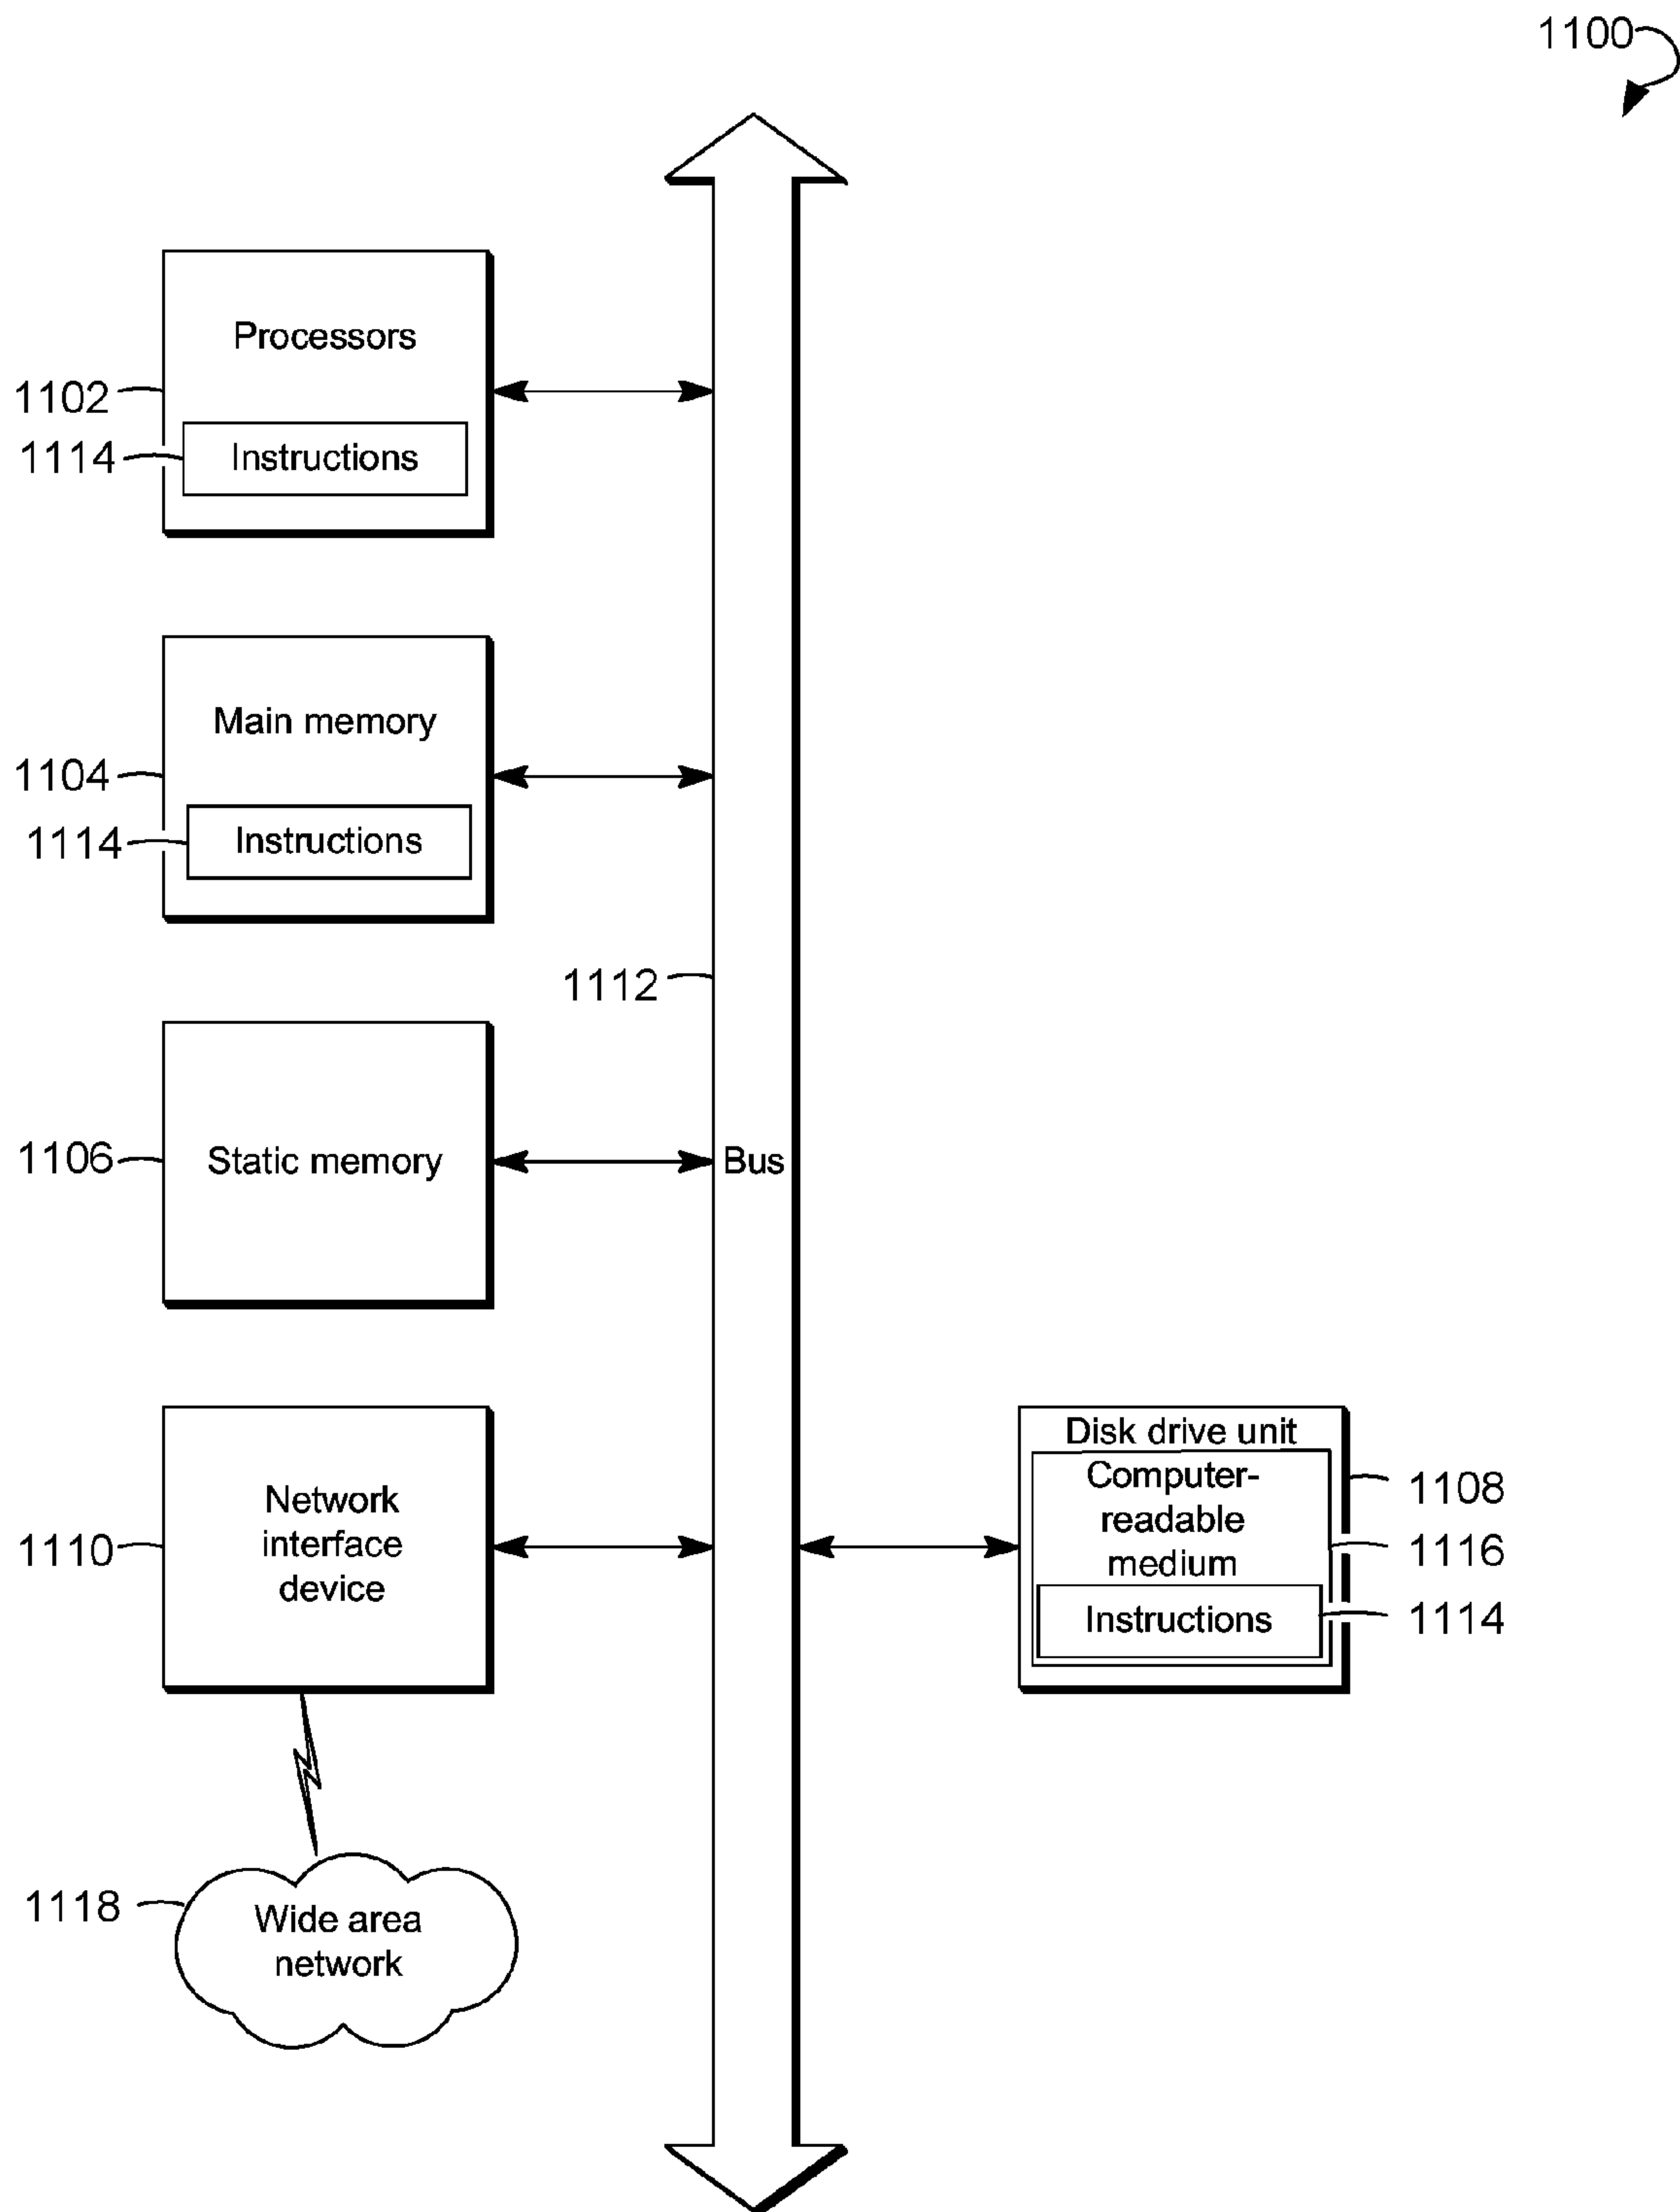 1100
Processors
1102
1114
Instructions
Main memory
1104
1114
Instructions
1112
1106
Static memory
Bus
Network
interface
device
1110
Disk drive unit
Computer-
readable
medium
Instructions
1108
1116
1114
1118
Wide area
network